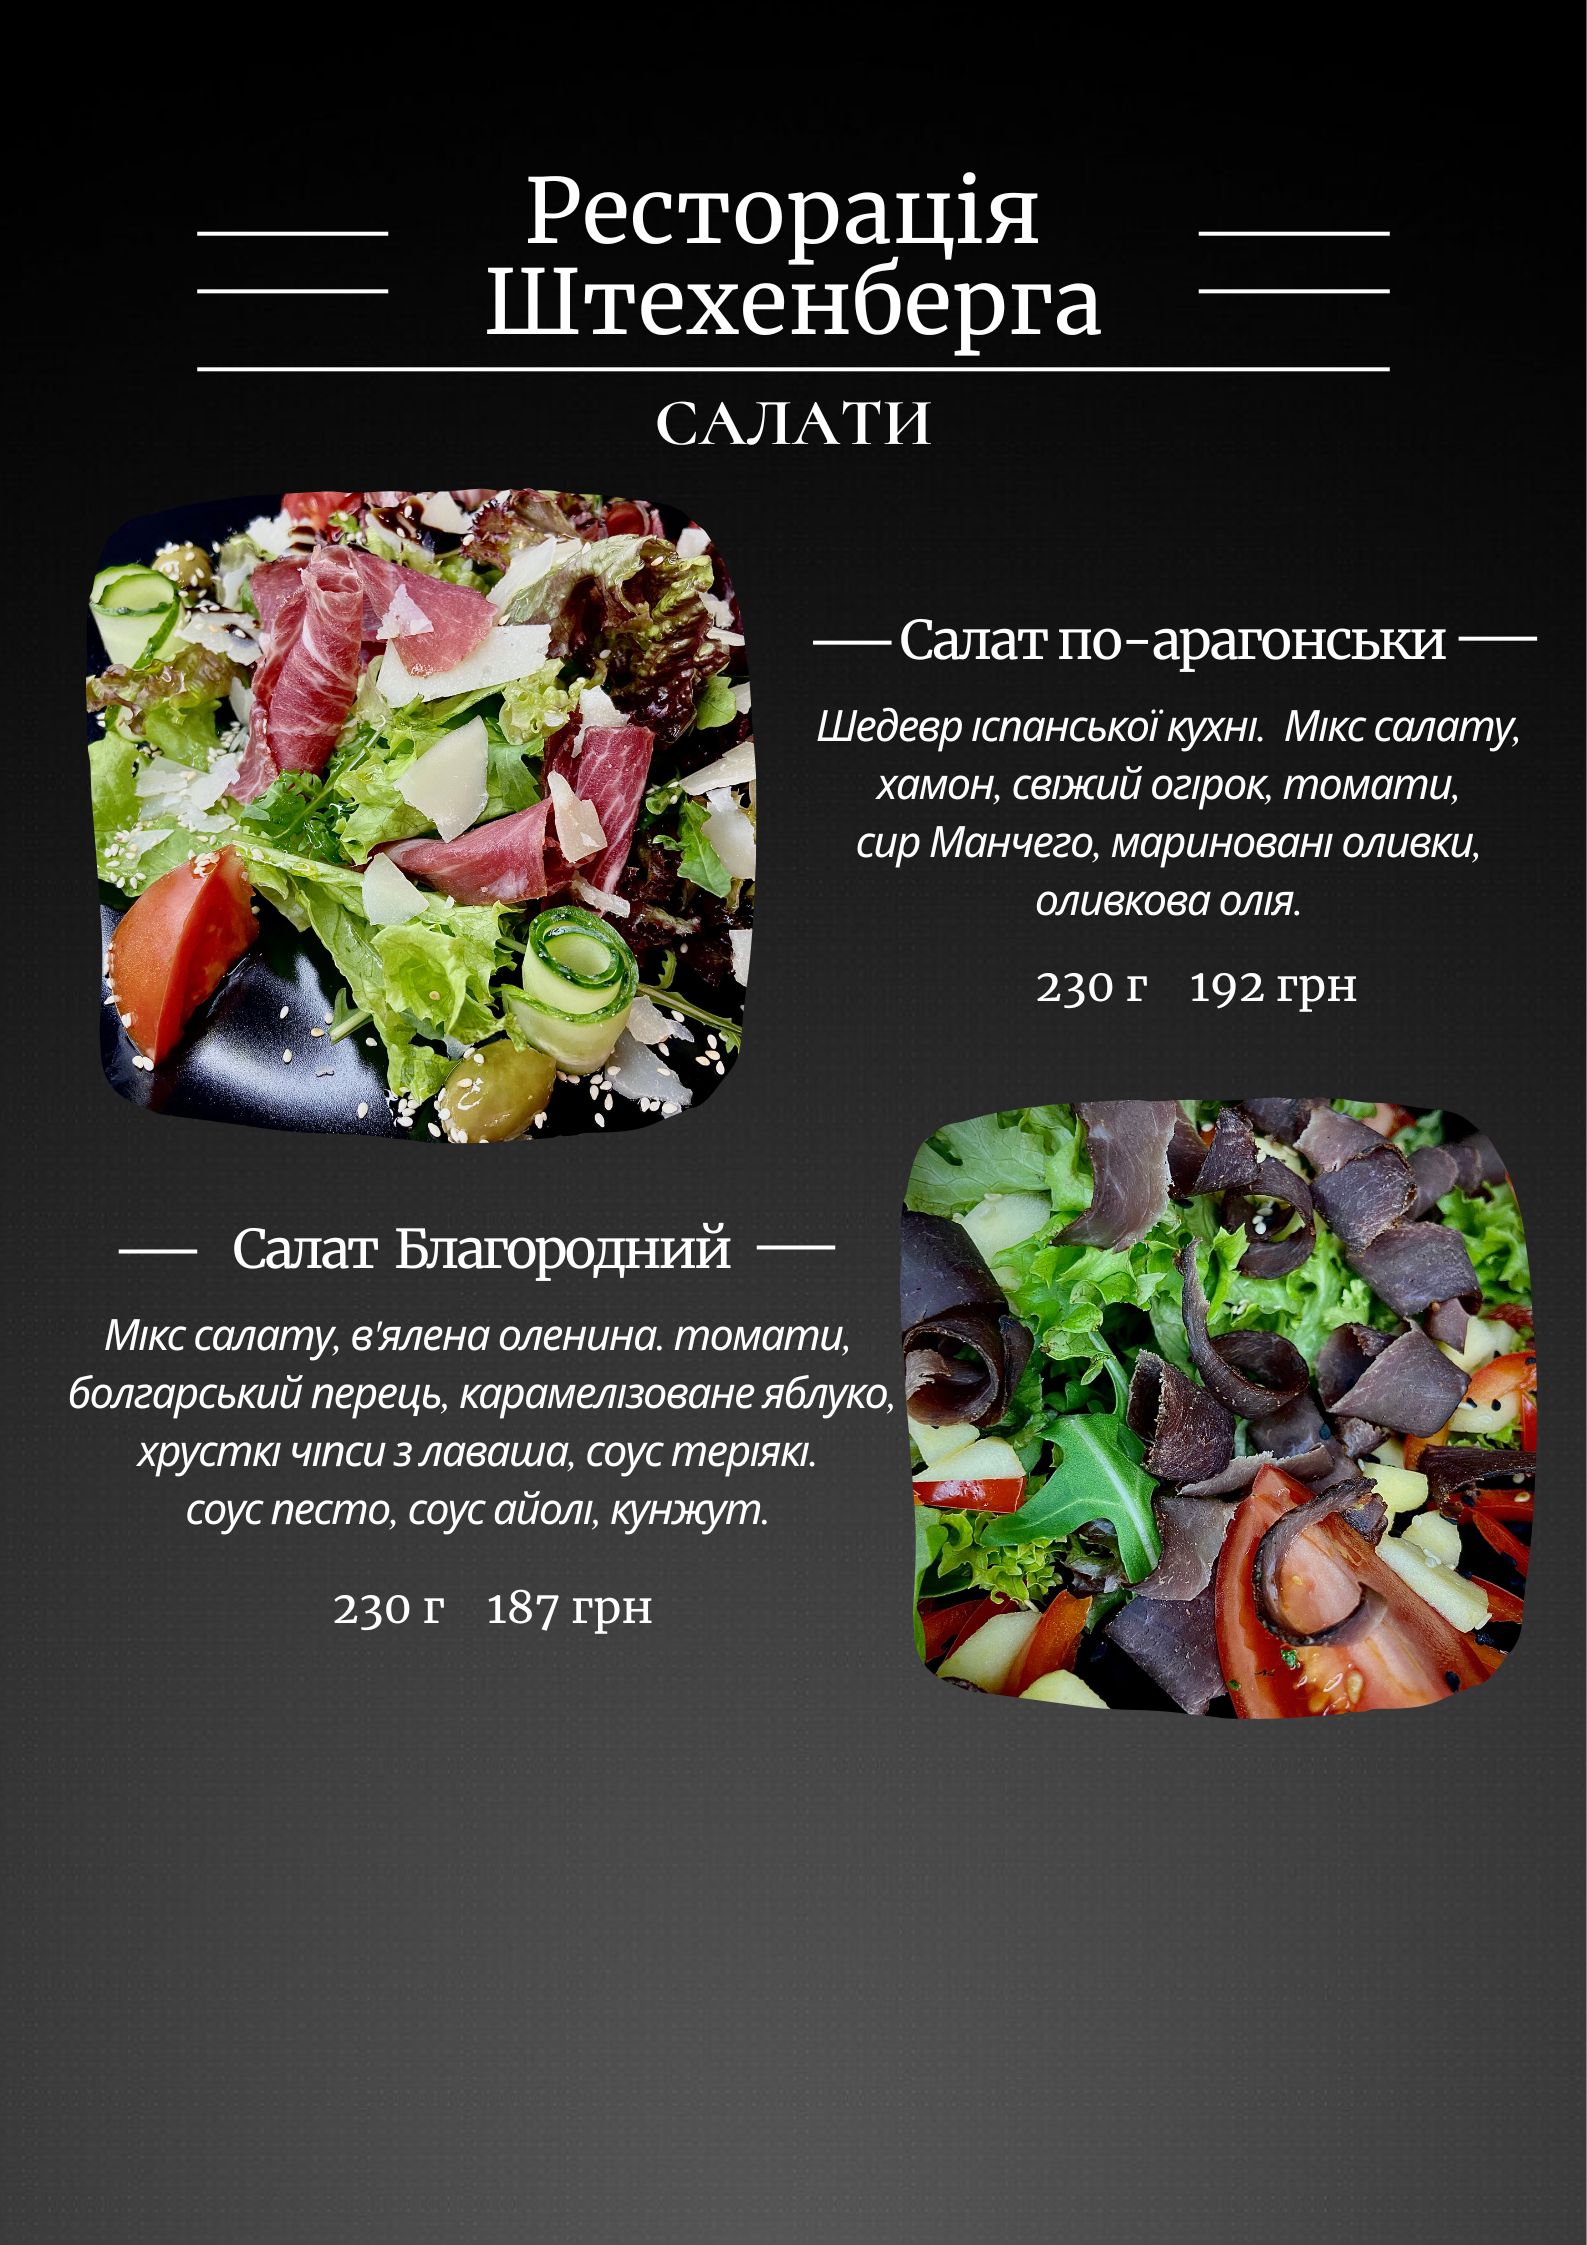 Ресторація
Штехенберга
САЛАТИ
Салат по-арагонськи
Шедевр іспанської кухні. Мікс салату,
хамон, свіжий огірок, томати,
сир Манчего, мариновані оливки,
оливкова олія.
230 г 192 грн
Салат Благородний
Мікс салату, в'ялена оленина. томати,
болгарський перець, карамелізоване яблуко,
хрусткі чіпси з лаваша, соус теріякі.
соус песто, соус айолі, кунжут.
230 г 187 грн